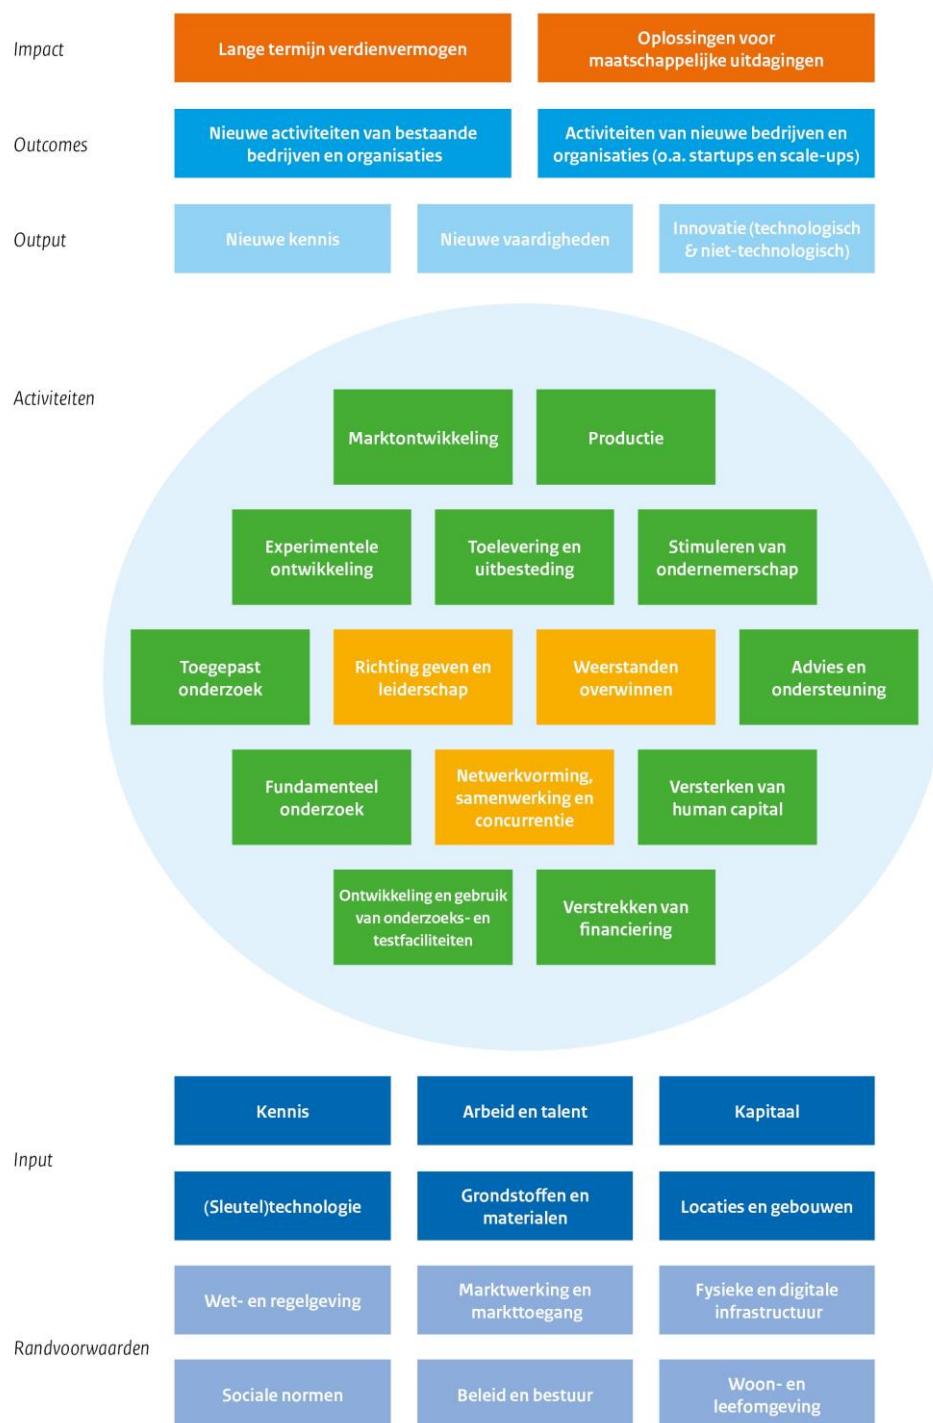 Impact
Lange termijn verdienvermogen
Oplossingen voor
maatschappelijke uitdagingen
Outcomes
Nieuwe activiteiten van bestaande
bedrijven en organisaties
Activiteiten van nieuwe bedrijven en
organisaties (o.a. startups en scale-ups)
Output
Nieuwe kennis
Nieuwe vaardigheden
Innovatie (technologisch
& niet-technologisch)
Activiteiten
Marktontwikkeling
Productie
Experimentele
ontwikkeling
Toelevering en
uitbesteding
Stimuleren van
ondernemerschap
Toegepast
onderzoek
Richting geven en
leiderschap
Weerstanden
overwinnen
Advies en
ondersteuning
Fundamenteel
onderzoek
Netwerkvorming,
samenwerking en
concurrentie
Versterken van
human capital
Ontwikkeling en gebruik
van onderzoeks- en
testfaciliteiten
Verstrekken van
financiering
Input
Kennis
Arbeid en talent
Kapitaal
(Sleutel)technologie
Grondstoffen en
materialen
Locaties en gebouwen
Randvoorwaarden
Wet- en regelgeving
Marktwerking en
markttoegang
Fysieke en digitale
infrastructuur
Sociale normen
Beleid en bestuur
Woon- en
leefomgeving